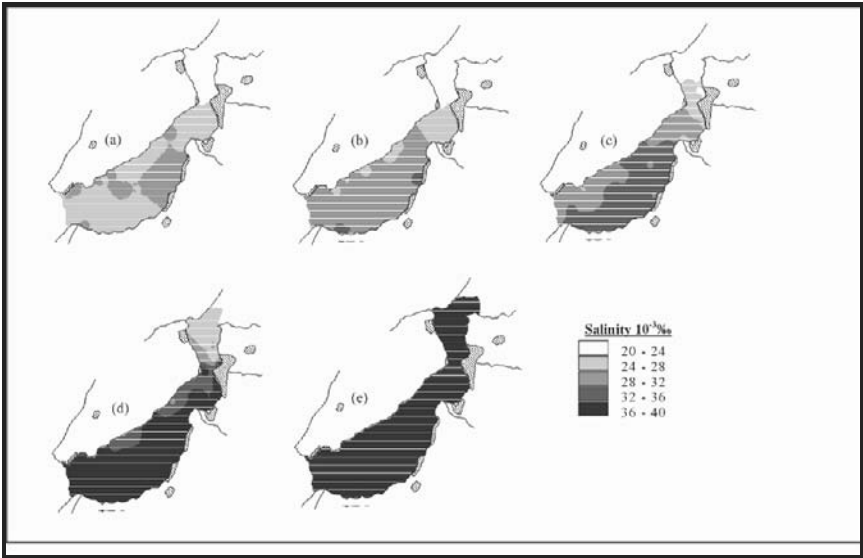 (a)
(b)
(c)
(d)
(e)
Salinity 10⁻³‰
20 - 24
24 - 28
28 - 32
32 - 36
36 - 40